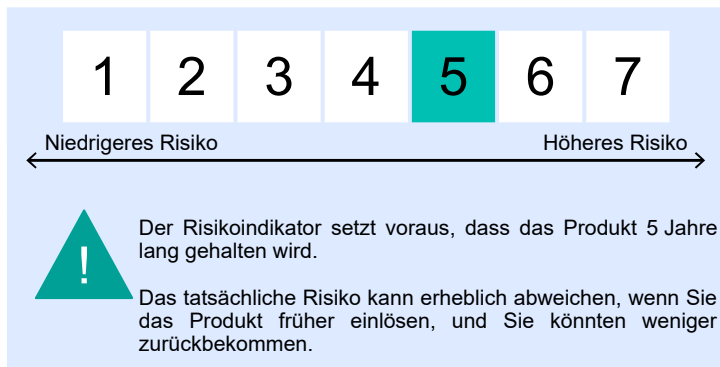 1 2 3 4 5 6 7
Niedrigeres Risiko Höheres Risiko
!
Der Risikoindikator setzt voraus, dass das Produkt 5 Jahre
lang gehalten wird.
Das tatsächliche Risiko kann erheblich abweichen, wenn Sie
das Produkt früher einlösen, und Sie könnten weniger
zurückbekommen.